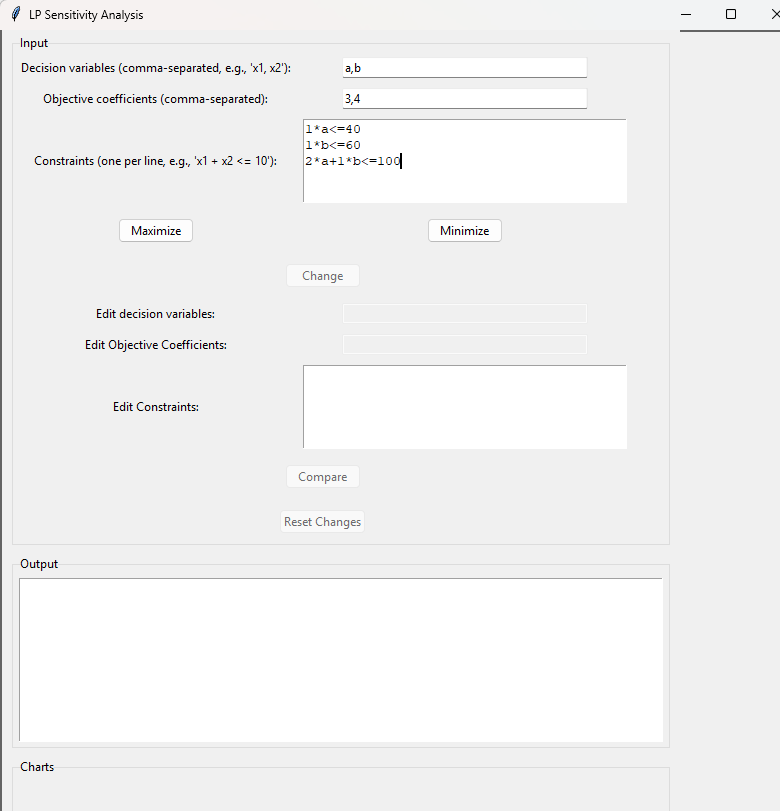 LP Sensitivity Analysis
Input
Decision variables (comma-separated, e.g., 'x1, x2'):
a,b
Objective coefficients (comma-separated):
3,4
Constraints (one per line, e.g., 'x1 + x2 <= 10'):
1*a<=40
1*b<=60
2*a+1*b<=100
Maximize
Minimize
Change
Edit decision variables:
Edit Objective Coefficients:
Edit Constraints:
Compare
Reset Changes
Output
Charts